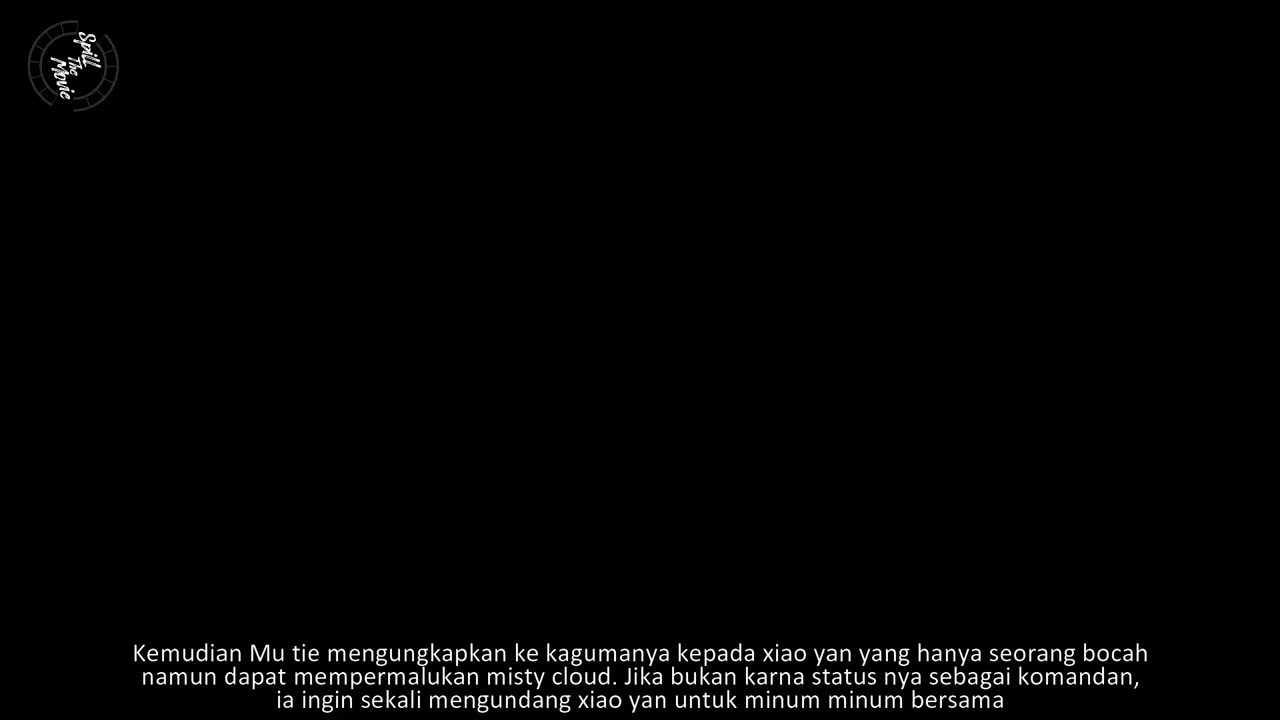 Spill
The
Movie
Kemudian Mu tie mengungkapkan ke kagumanya kepada xiao yan yang hanya seorang bocah
namun dapat mempermalukan misty cloud. Jika bukan karna status nya sebagai komandan,
ia ingin sekali mengundang xiao yan untuk minum minum bersama